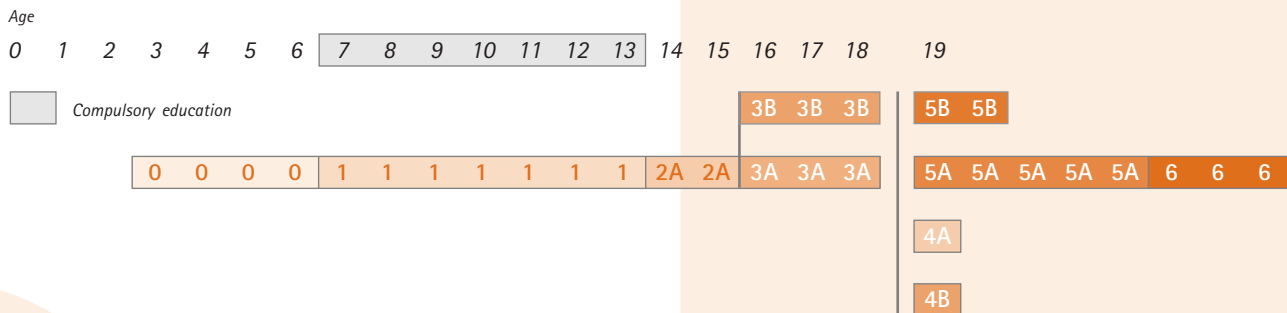 Age
0 1 2 3 4 5 6 7 8 9 10 11 12 13 14 15 16 17 18 19
Compulsory education
3B 3B 3B 5B 5B
0 0 0 0 1 1 1 1 1 1 1 2A 2A 3A 3A 3A 5A 5A 5A 5A 5A 6 6 6
4A
4B